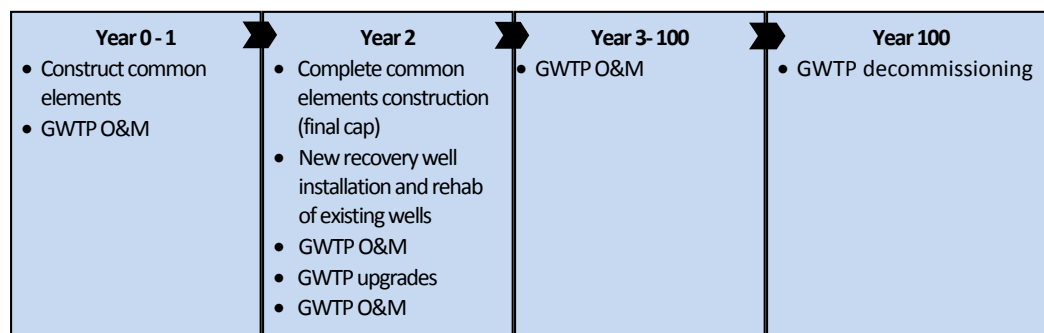 Year 0 - 1
• Construct common
elements
• GWTP O&M
Year 2
• Complete common
elements construction
(final cap)
• New recovery well
installation and rehab
of existing wells
• GWTP O&M
• GWTP upgrades
• GWTP O&M
Year 3- 100
• GWTP O&M
Year 100
• GWTP decommissioning